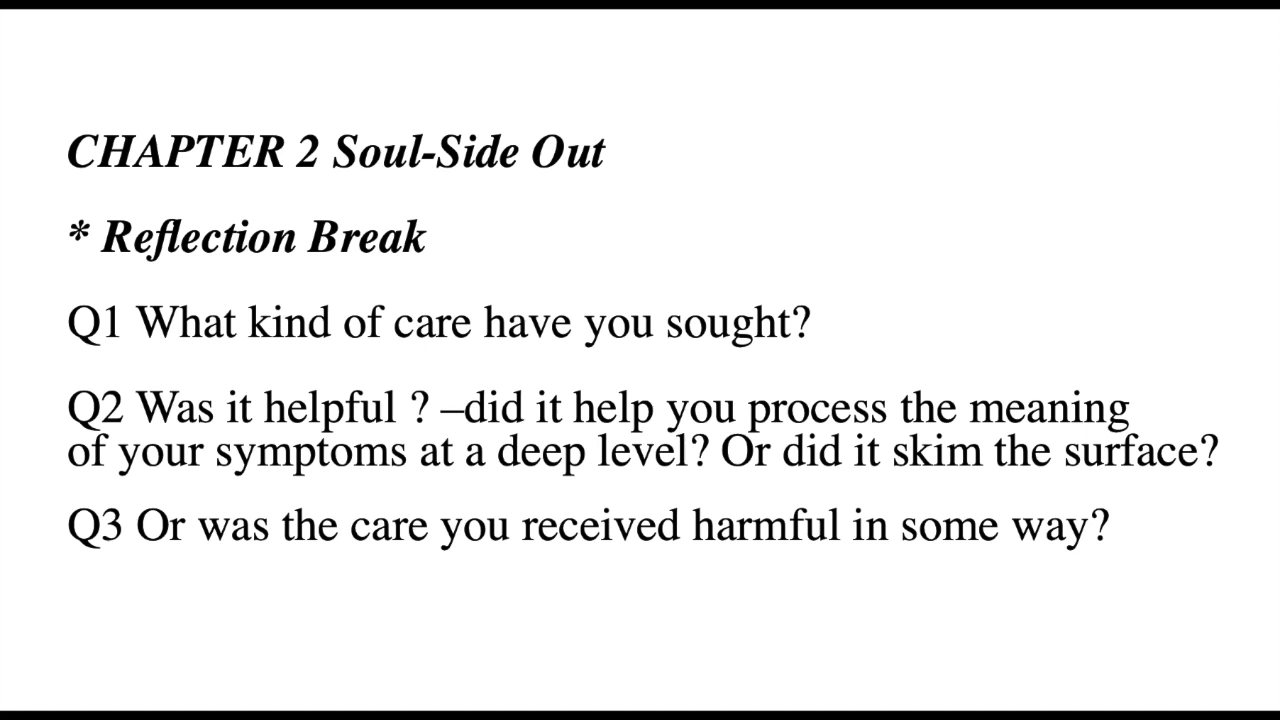 CHAPTER 2 Soul-Side Out
* Reflection Break
Q1 What kind of care have you sought?
Q2 Was it helpful ? –did it help you process the meaning
of your symptoms at a deep level? Or did it skim the surface?
Q3 Or was the care you received harmful in some way?